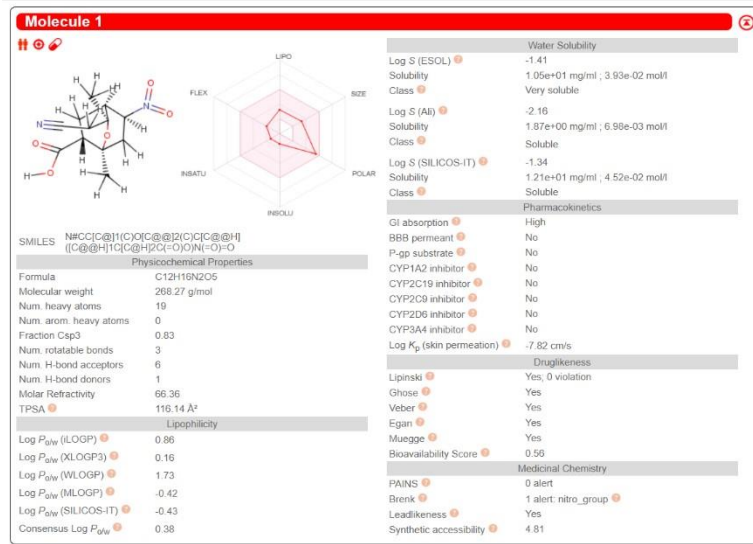 Molecule 1
H
H
H
H
H
N
O
O
N
H
H
O
O
H
H
O
H
H
H
LIPO
SIZE
POLAR
INSOLU
INSATU
FLEX
SMILES N#CC[C@]1(C)O[C@@]2(C)C[C@@H]
([C@@H]1C[C@H]2C(=O)O)N(=O)=O
Physicochemical Properties
Formula C12H16N2O5
Molecular weight 268.27 g/mol
Num. heavy atoms 19
Num. arom. heavy atoms 0
Fraction Csp3 0.83
Num. rotatable bonds 3
Num. H-bond acceptors 6
Num. H-bond donors 1
Molar Refractivity 66.36
TPSA ? 116.14 Å²
Lipophilicity
Log Po/w (iLOGP) ? 0.86
Log Po/w (XLOGP3) ? 0.16
Log Po/w (WLOGP) ? 1.73
Log Po/w (MLOGP) ? -0.42
Log Po/w (SILICOS-IT) ? -0.43
Consensus Log Po/w ? 0.38
Water Solubility
Log S (ESOL) ? -1.41
Solubility 1.05e+01 mg/ml ; 3.93e-02 mol/l
Class ? Very soluble
Log S (Ali) ? -2.16
Solubility 1.87e+00 mg/ml ; 6.98e-03 mol/l
Class ? Soluble
Log S (SILICOS-IT) ? -1.34
Solubility 1.21e+01 mg/ml ; 4.52e-02 mol/l
Class ? Soluble
Pharmacokinetics
GI absorption ? High
BBB permeant ? No
P-gp substrate ? No
CYP1A2 inhibitor ? No
CYP2C19 inhibitor ? No
CYP2C9 inhibitor ? No
CYP2D6 inhibitor ? No
CYP3A4 inhibitor ? No
Log Kp (skin permeation) ? -7.82 cm/s
Druglikeness
Lipinski ? Yes; 0 violation
Ghose ? Yes
Veber ? Yes
Egan ? Yes
Muegge ? Yes
Bioavailability Score ? 0.56
Medicinal Chemistry
PAINS ? 0 alert
Brenk ? 1 alert: nitro_group ?
Leadlikeness ? Yes
Synthetic accessibility ? 4.81